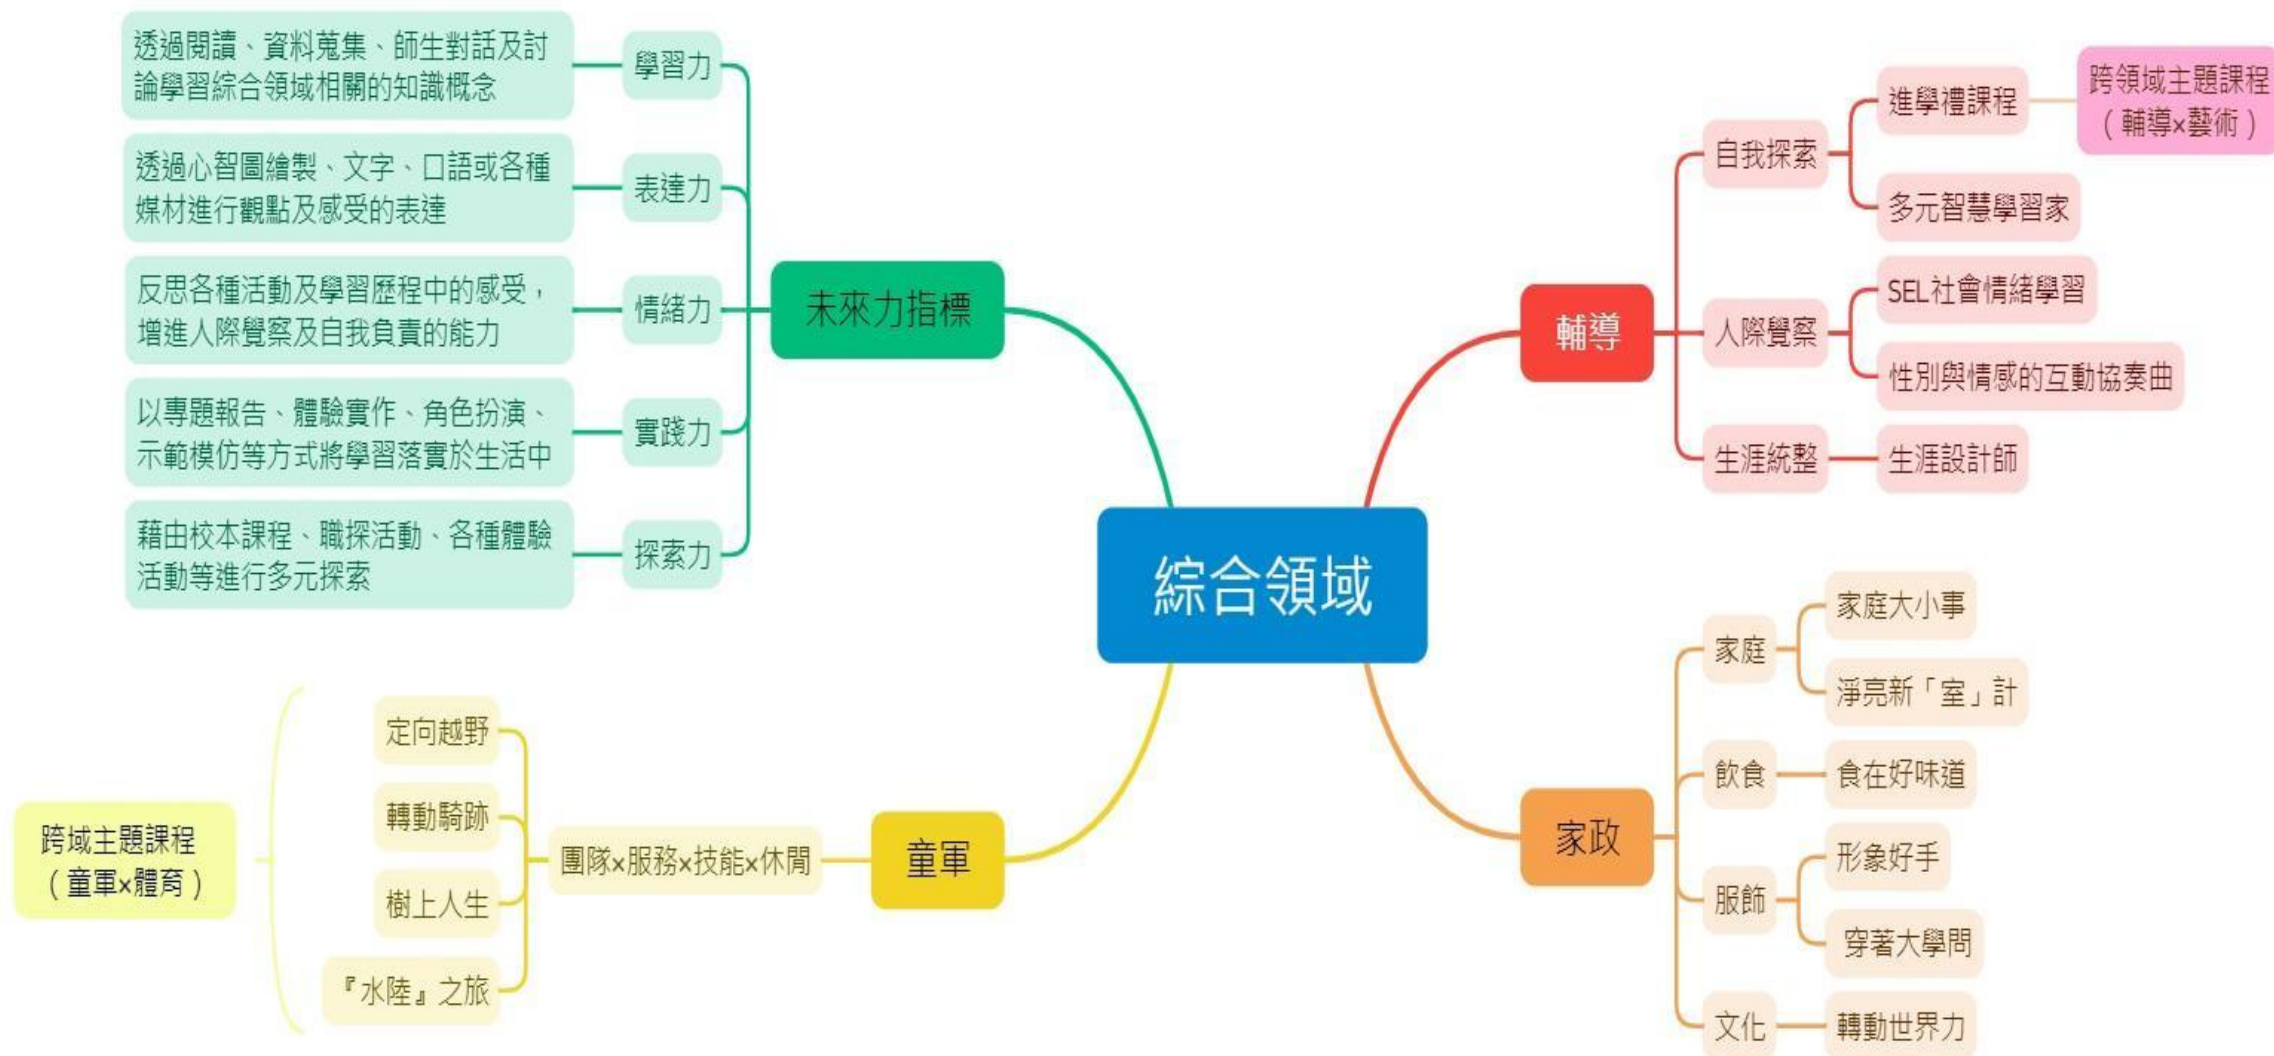 綜合領域
未來力指標
學習力
透過閱讀、資料蒐集、師生對話及討
論學習綜合領域相關的知識概念
表達力
透過心智圖繪製、文字、口語或各種
媒材進行觀點及感受的表達
情緒力
反思各種活動及學習歷程中的感受，
增進人際覺察及自我負責的能力
實踐力
以專題報告、體驗實作、角色扮演、
示範模仿等方式將學習落實於生活中
探索力
藉由校本課程、職探活動、各種體驗
活動等進行多元探索
輔導
自我探索
進學禮課程
跨領域主題課程
（輔導×藝術）
多元智慧學習家
人際覺察
SEL社會情緒學習
性別與情感的互動協奏曲
生涯統整
生涯設計師
童軍
團隊×服務×技能×休閒
定向越野
轉動騎跡
樹上人生
『水陸』之旅
跨域主題課程
（童軍×體育）
家政
家庭
家庭大小事
淨亮新「室」計
飲食
食在好味道
服飾
形象好手
穿著大學問
文化
轉動世界力